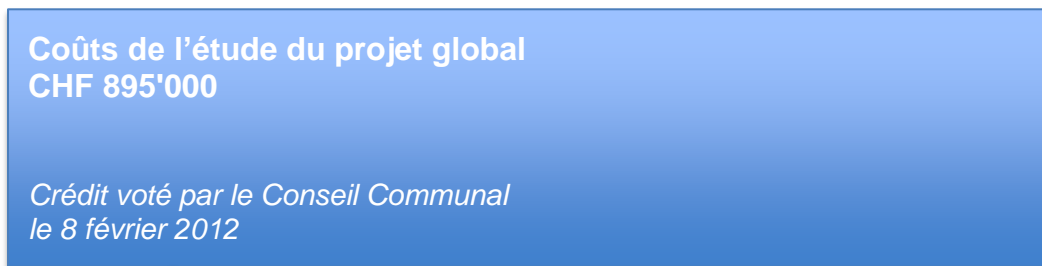 Coûts de l’étude du projet global
CHF 895'000
Crédit voté par le Conseil Communal
le 8 février 2012